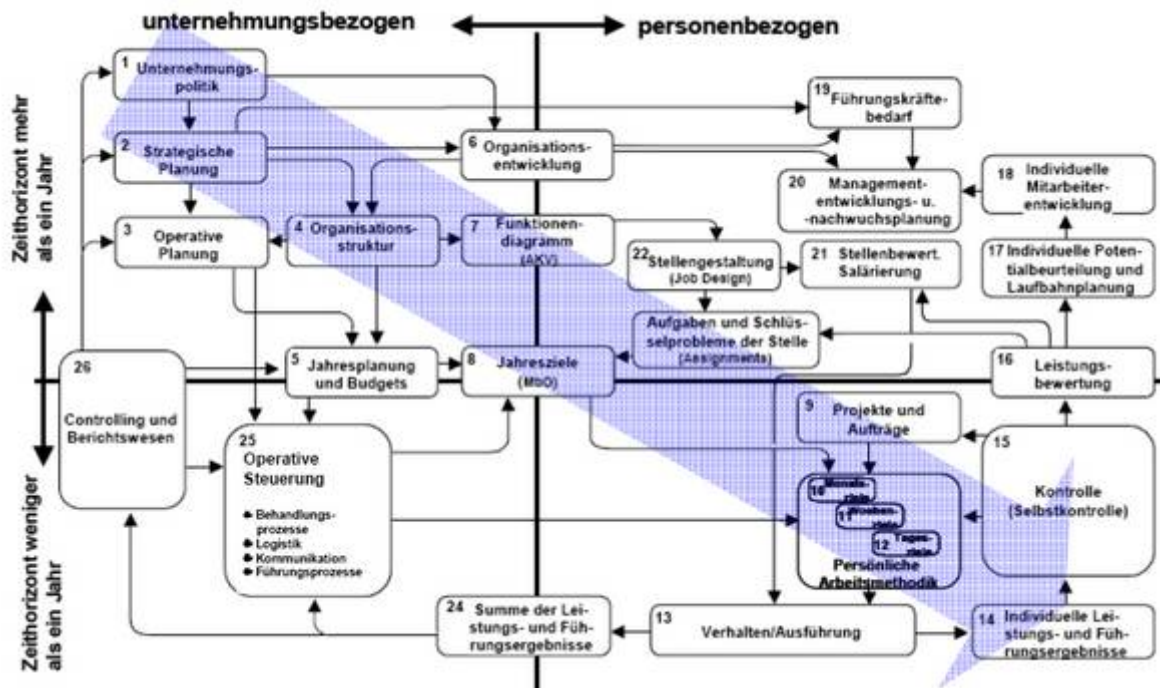 unternehmungsbezogen
personenbezogen
Zeithorizont mehr
als ein Jahr
Zeithorizont weniger
als ein Jahr
1 Unternehmungs-
politik
2 Strategische
Planung
3 Operative
Planung
4 Organisations-
struktur
5 Jahresplanung
und Budgets
6 Organisations-
entwicklung
7 Funktionen-
diagramm
(AKV)
8 Jahresziele
(MbO)
19 Führungskräfte-
bedarf
20 Management-
entwicklungs- u.
-nachwuchsplanung
18 Individuelle
Mitarbeiter-
entwicklung
22 Stellengestaltung
(Job Design)
21 Stellenbewert.
Salärierung
17 Individuelle Poten-
tialbeurteilung und
Laufbahnplanung
Aufgaben und Schlüs-
selprobleme der Stelle
(Assignments)
16 Leistungs-
bewertung
26
Controlling und
Berichtswesen
25
Operative
Steuerung
Behandlungs-
prozesse
Logistik
Kommunikation
Führungsprozesse
9 Projekte und
Aufträge
10 Monats-
ziele
11 Wochen-
ziele
12 Tages-
ziele
Persönliche
Arbeitsmethodik
15
Kontrolle
(Selbstkontrolle)
24 Summe der Lei-
stungs- und Füh-
rungsergebnisse
13 Verhalten/Ausführung
14 Individuelle Lei-
stungs- und Füh-
rungsergebnisse